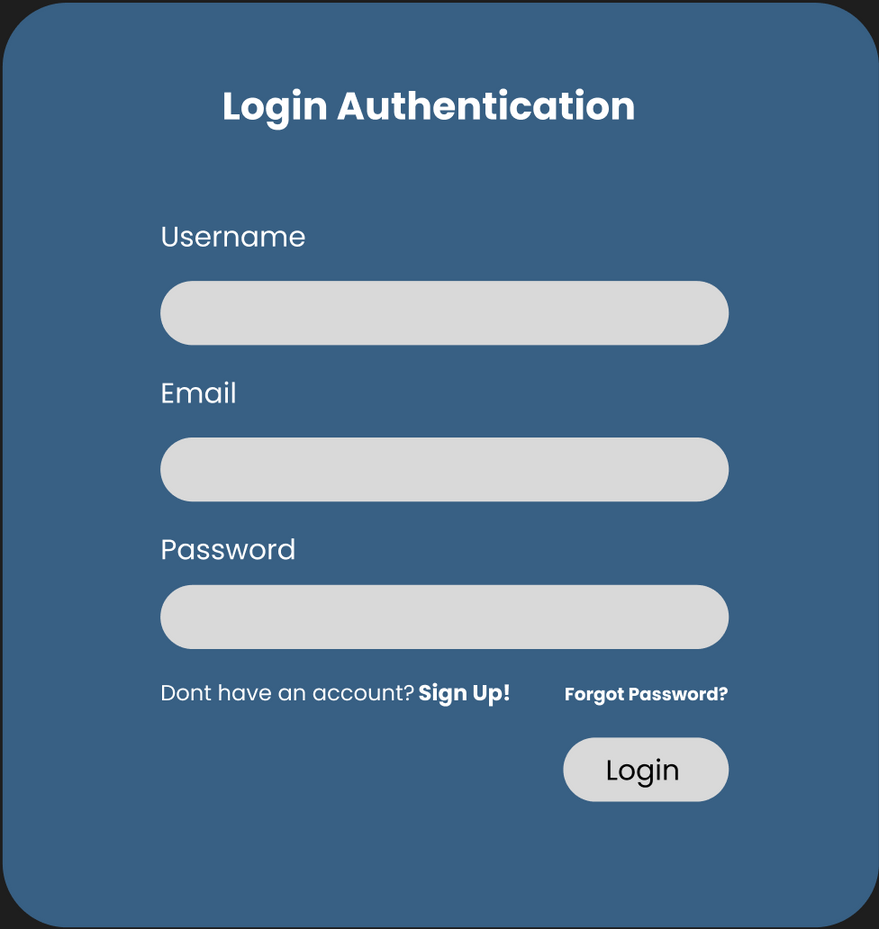 Login Authentication
Username
Email
Password
Dont have an account? Sign Up! Forgot Password?
Login